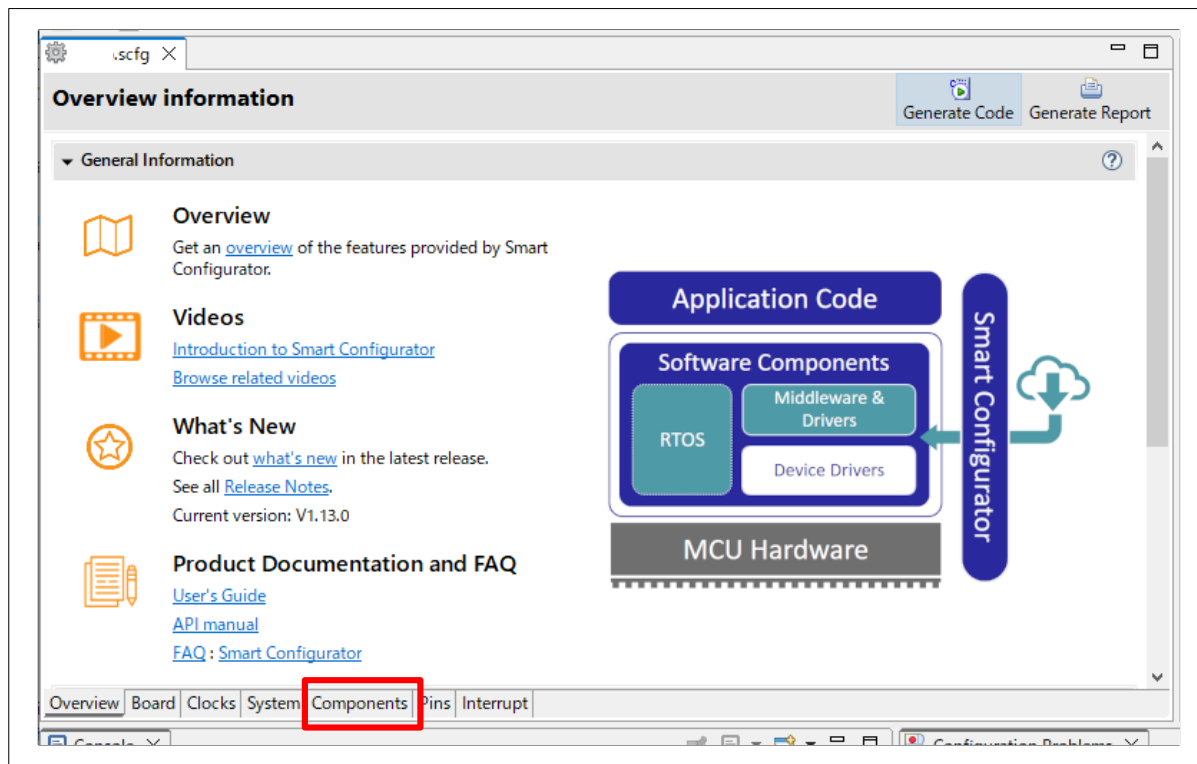 .scfg
Overview information
Generate Code
Generate Report
General Information
Overview
Get an overview of the features provided by Smart
Configurator.
Videos
Introduction to Smart Configurator
Browse related videos
What's New
Check out what's new in the latest release.
See all Release Notes.
Current version: V1.13.0
Product Documentation and FAQ
User's Guide
API manual
FAQ : Smart Configurator
Application Code
Software Components
RTOS
Middleware &
Drivers
Device Drivers
MCU Hardware
Smart Configurator
Overview Board Clocks System Components Pins Interrupt
Console
Configuration Problems